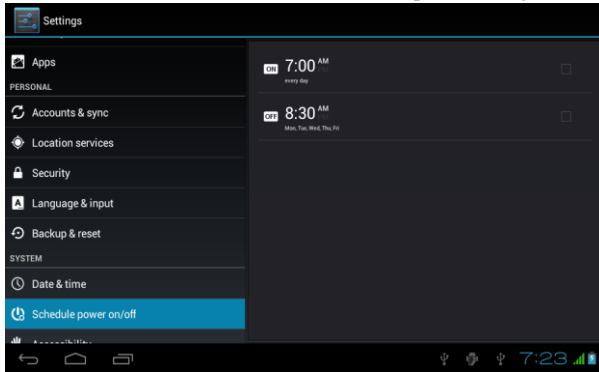 Settings
Apps
PERSONAL
Accounts & sync
Location services
Security
A Language & input
Backup & reset
SYSTEM
Date & time
Schedule power on/off
Accessibility
ON 7:00 AM
every day
OFF 8:30 AM
Mon, Tue, Wed, Thu, Fri
7:23